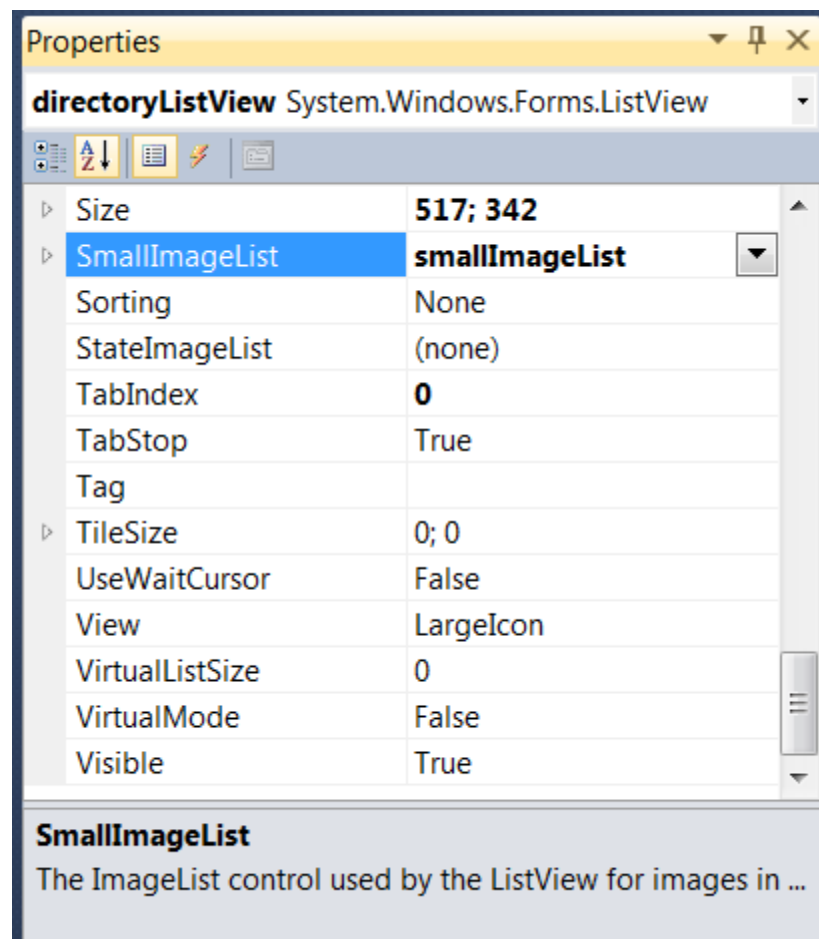 Properties
directoryListView System.Windows.Forms.ListView
Size 517; 342
SmallImageList smallImageList
Sorting None
StateImageList (none)
TabIndex 0
TabStop True
Tag
TileSize 0; 0
UseWaitCursor False
View LargeIcon
VirtualListSize 0
VirtualMode False
Visible True
SmallImageList
The ImageList control used by the ListView for images in ...